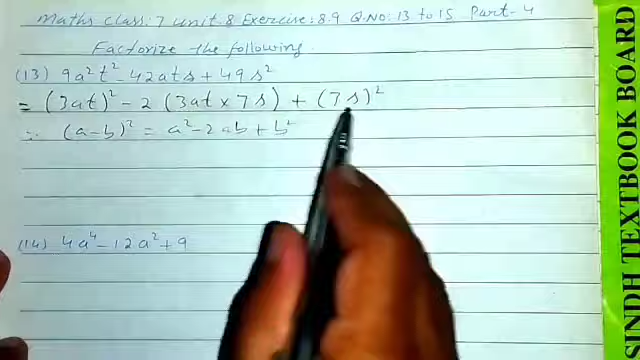 Maths class:7 unit 8 Exercise:8.9 Q.NO: 13 to 15 Part-4
Factorize the following.
(13) 9a²t² - 42ats + 49s²
= (3at)² - 2 (3at × 7s) + (7s)²
∵ (a-b)² = a² - 2ab + b²
(14) 4a⁴ - 12a² + 9
SINDH TEXTBOOK BOARD